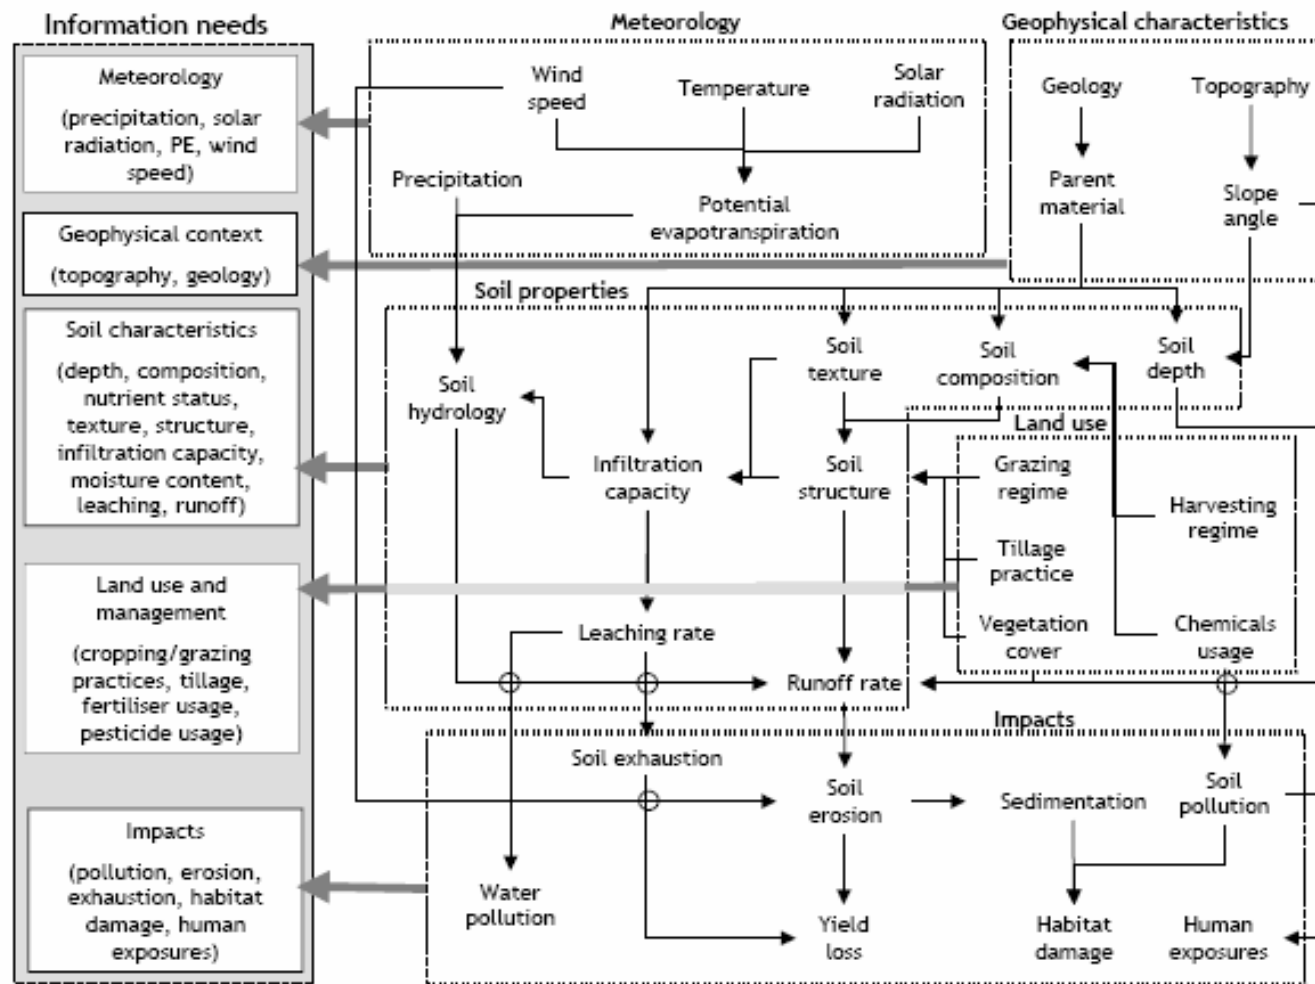 Information needs
Meteorology
(precipitation, solar
radiation, PE, wind
speed)
Geophysical context
(topography, geology)
Soil characteristics
(depth, composition,
nutrient status,
texture, structure,
infiltration capacity,
moisture content,
leaching, runoff)
Land use and
management
(cropping/grazing
practices, tillage,
fertiliser usage,
pesticide usage)
Impacts
(pollution, erosion,
exhaustion, habitat
damage, human
exposures)
Meteorology
Wind
speed
Temperature
Solar
radiation
Precipitation
Potential
evapotranspiration
Geophysical characteristics
Geology
Topography
Parent
material
Slope
angle
Soil properties
Soil
hydrology
Soil
texture
Soil
composition
Soil
depth
Infiltration
capacity
Soil
structure
Leaching rate
Runoff rate
Land use
Grazing
regime
Harvesting
regime
Tillage
practice
Vegetation
cover
Chemicals
usage
Impacts
Soil exhaustion
Soil
erosion
Sedimentation
Soil
pollution
Water
pollution
Yield
loss
Habitat
damage
Human
exposures